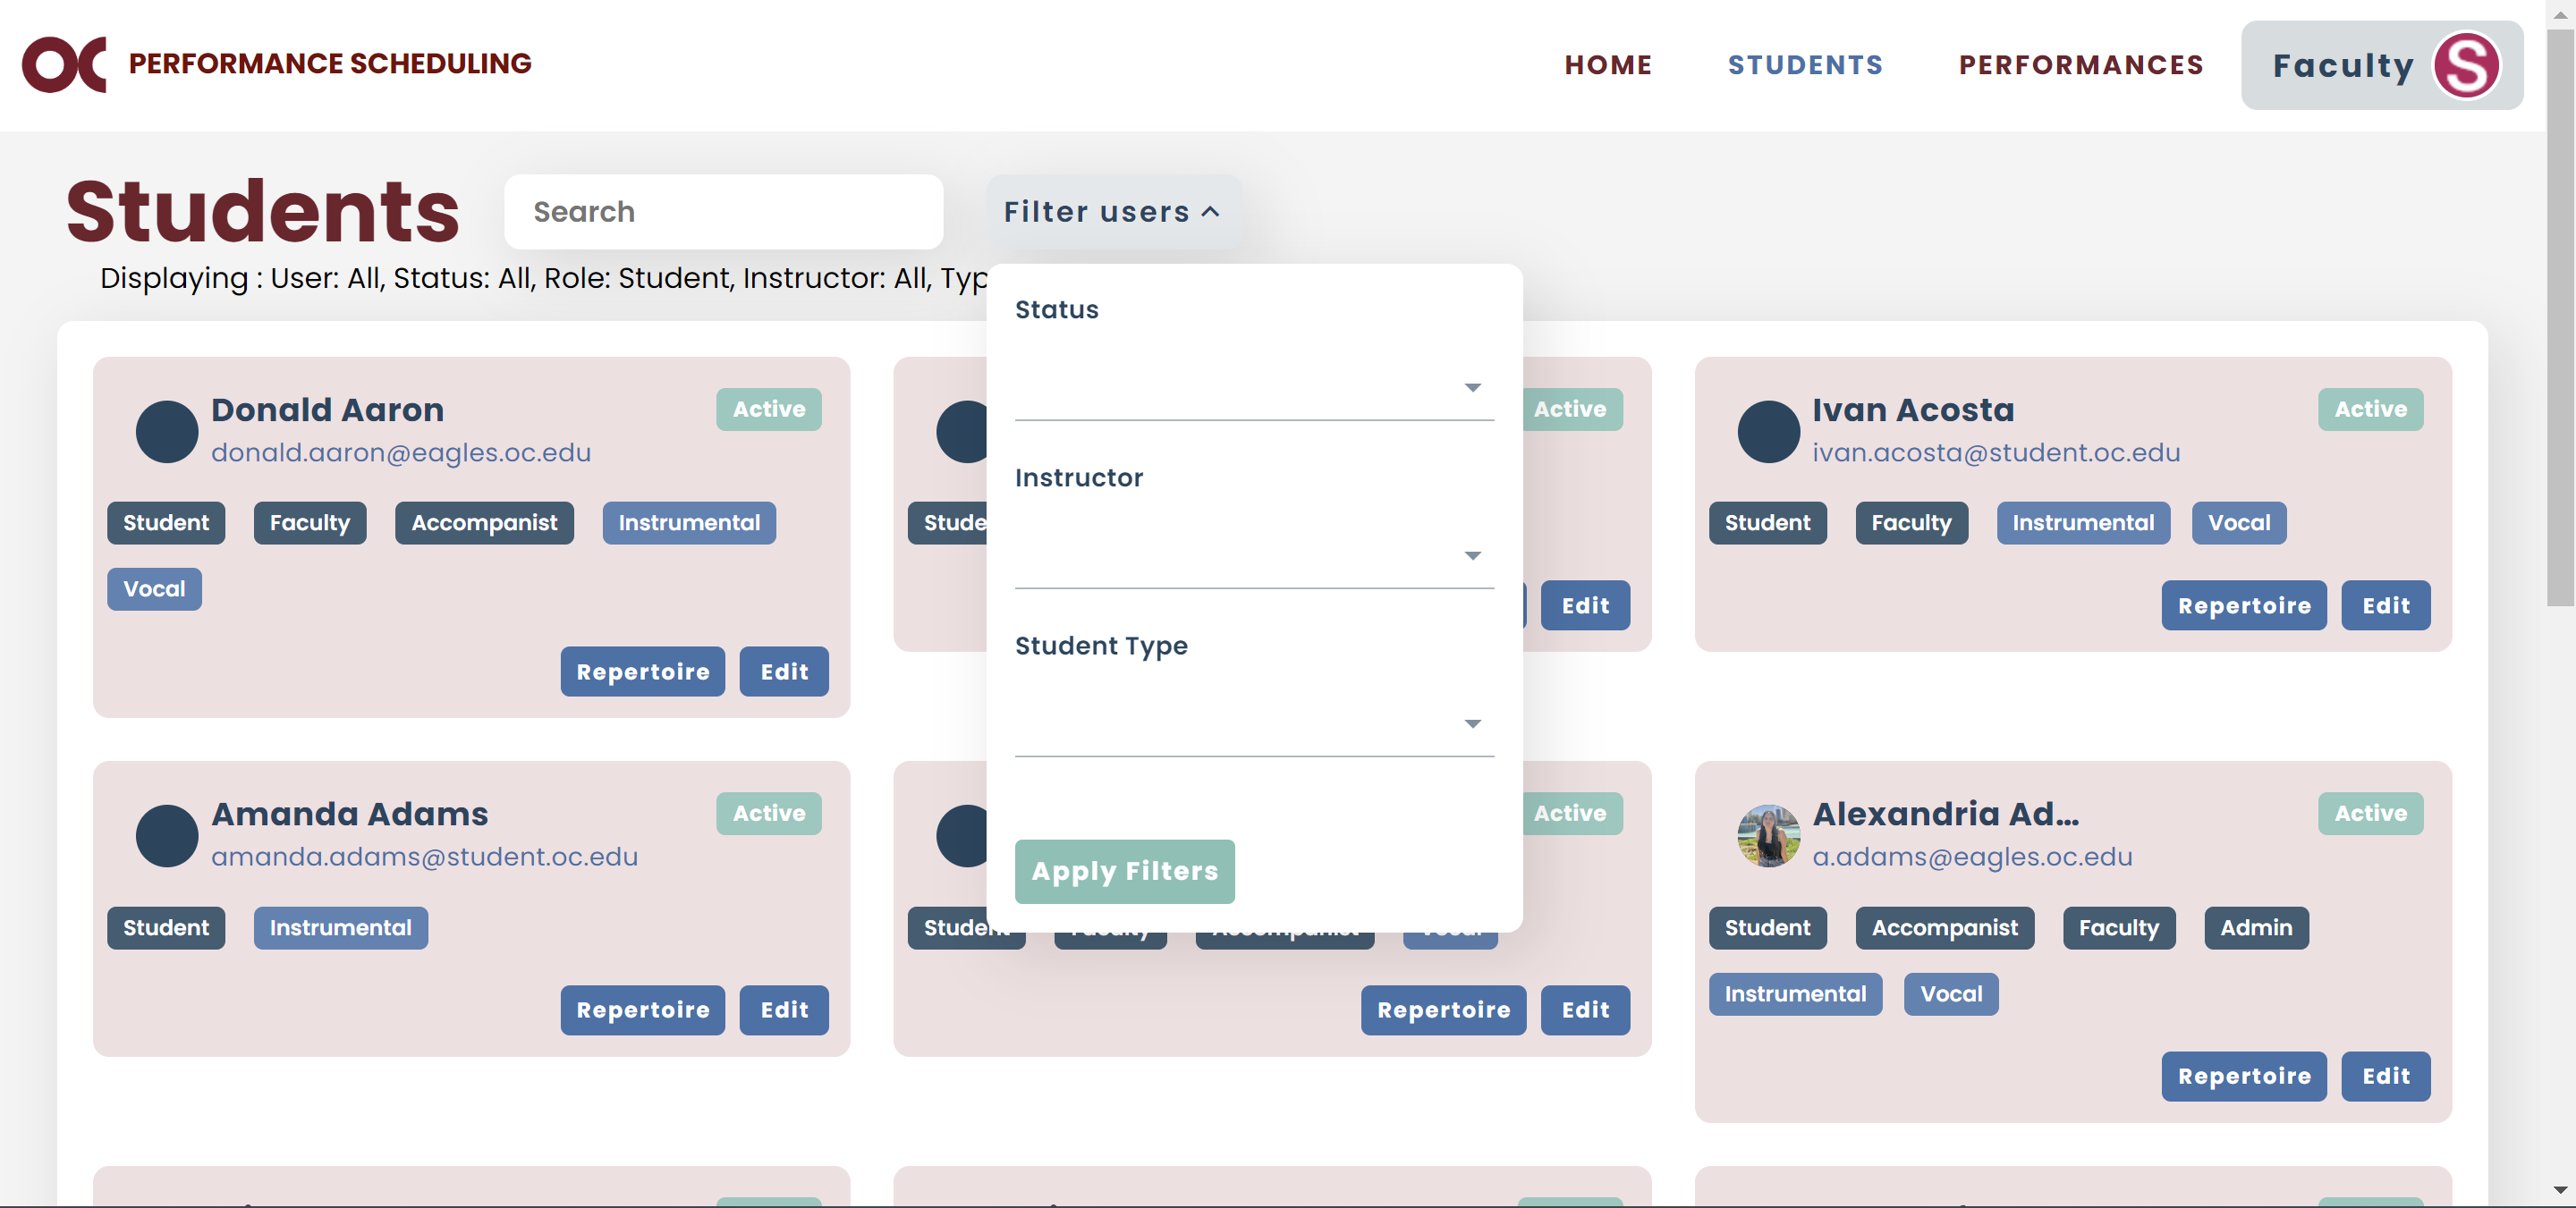 OC PERFORMANCE SCHEDULING
HOME STUDENTS PERFORMANCES Faculty S
Students Search Filter users
Displaying : User: All, Status: All, Role: Student, Instructor: All,
Status
Instructor
Student Type
Apply Filters
Donald Aaron Active
donald.aaron@eagles.oc.edu
Student Faculty Accompanist Instrumental
Vocal
Repertoire Edit
Active
Edit
Ivan Acosta Active
ivan.acosta@student.oc.edu
Student Faculty Instrumental Vocal
Repertoire Edit
Amanda Adams Active
amanda.adams@student.oc.edu
Student Instrumental
Repertoire Edit
Active
Student Faculty Accompanist Vocal
Repertoire Edit
Alexandria Ad... Active
a.adams@eagles.oc.edu
Student Accompanist Faculty Admin
Instrumental Vocal
Repertoire Edit